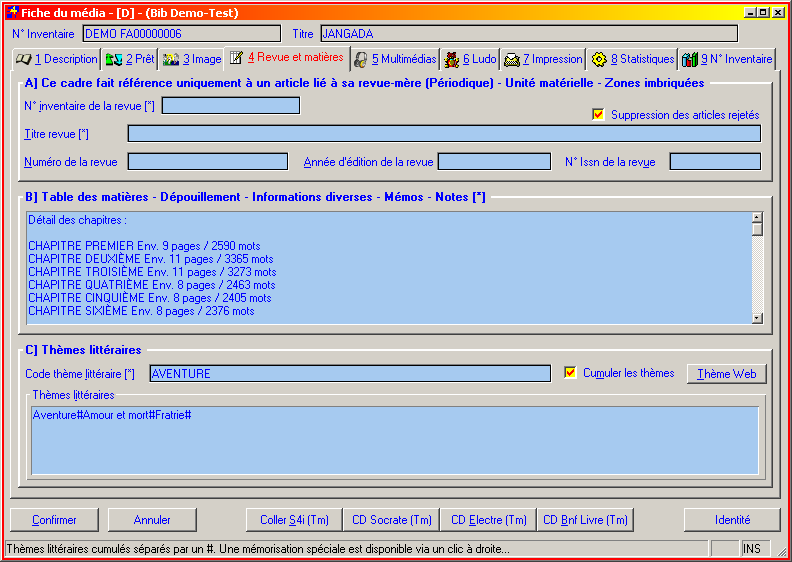 Fiche du média - [D] - (Bib Demo-Test)
N° Inventaire DEMO FA00000006 Titre JANGADA
1 Description 2 Prêt 3 Image 4 Revue et matières 5 Multimédias 6 Ludo 7 Impression 8 Statistiques 9 N° Inventaire
A) Ce cadre fait référence uniquement à un article lié à sa revue-mère (Périodique) - Unité matérielle - Zones imbriquées
N° inventaire de la revue [*]
Suppression des articles rejetés
Titre revue [*]
Numéro de la revue Année d'édition de la revue N° Issn de la revue
B) Table des matières - Dépouillement - Informations diverses - Mémos - Notes [*]
Détail des chapitres :
CHAPITRE PREMIER Env. 9 pages / 2590 mots
CHAPITRE DEUXIÈME Env. 11 pages / 3365 mots
CHAPITRE TROISIÈME Env. 11 pages / 3273 mots
CHAPITRE QUATRIÈME Env. 8 pages / 2463 mots
CHAPITRE CINQUIÈME Env. 8 pages / 2405 mots
CHAPITRE SIXIÈME Env. 8 pages / 2376 mots
C) Thèmes littéraires
Code thème littéraire [*] AVENTURE Cumuler les thèmes Thème Web
Thèmes littéraires
Aventure#Amour et mort#Fratrie#
Confirmer Annuler Coller S4i (Tm) CD Socrate (Tm) CD Electre (Tm) CD Bnf Livre (Tm) Identité
Thèmes littéraires cumulés séparés par un #. Une mémorisation spéciale est disponible via un clic à droite... INS